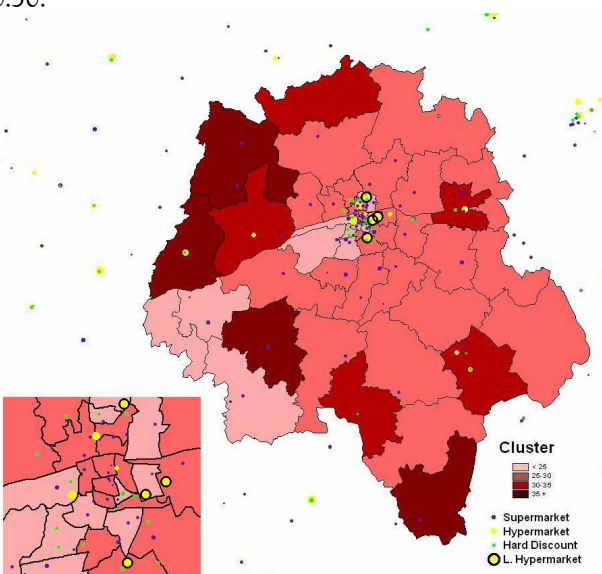 Cluster
< 25
25-30
30-35
35 +
Supermarket
Hypermarket
Hard Discount
L. Hypermarket